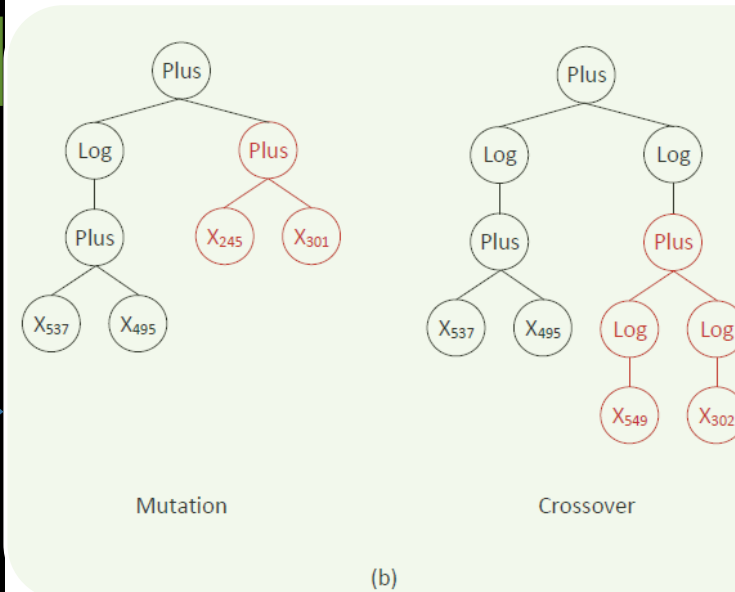 Plus
Plus
Log
Plus
Log
Log
Plus
X245
X301
Plus
Plus
X537
X495
X537
X495
Log
Log
X549
X302
Mutation
Crossover
(b)